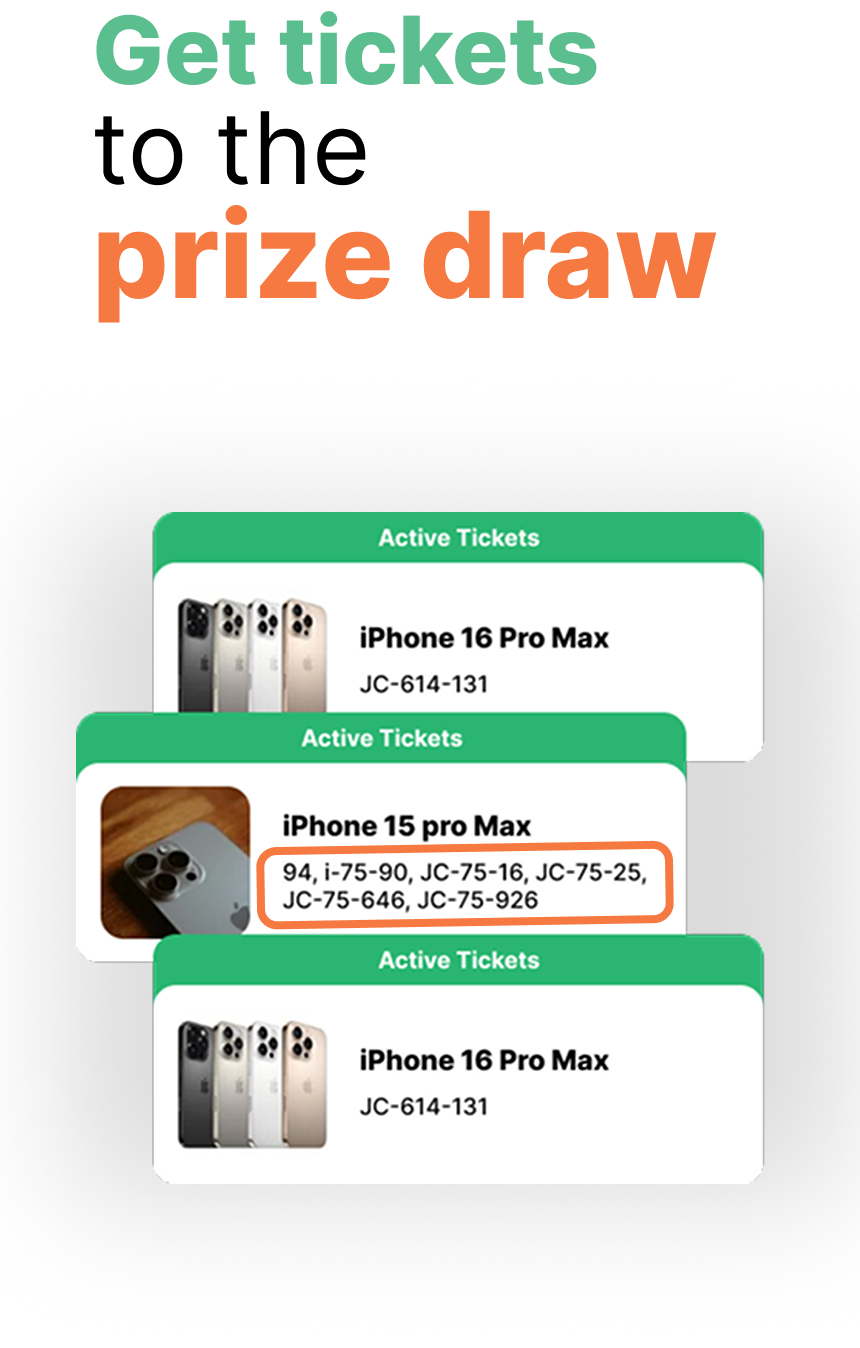 Get tickets
to the
prize draw
Active Tickets
iPhone 16 Pro Max
JC-614-131
Active Tickets
iPhone 15 pro Max
94, i-75-90, JC-75-16, JC-75-25,
JC-75-646, JC-75-926
Active Tickets
iPhone 16 Pro Max
JC-614-131